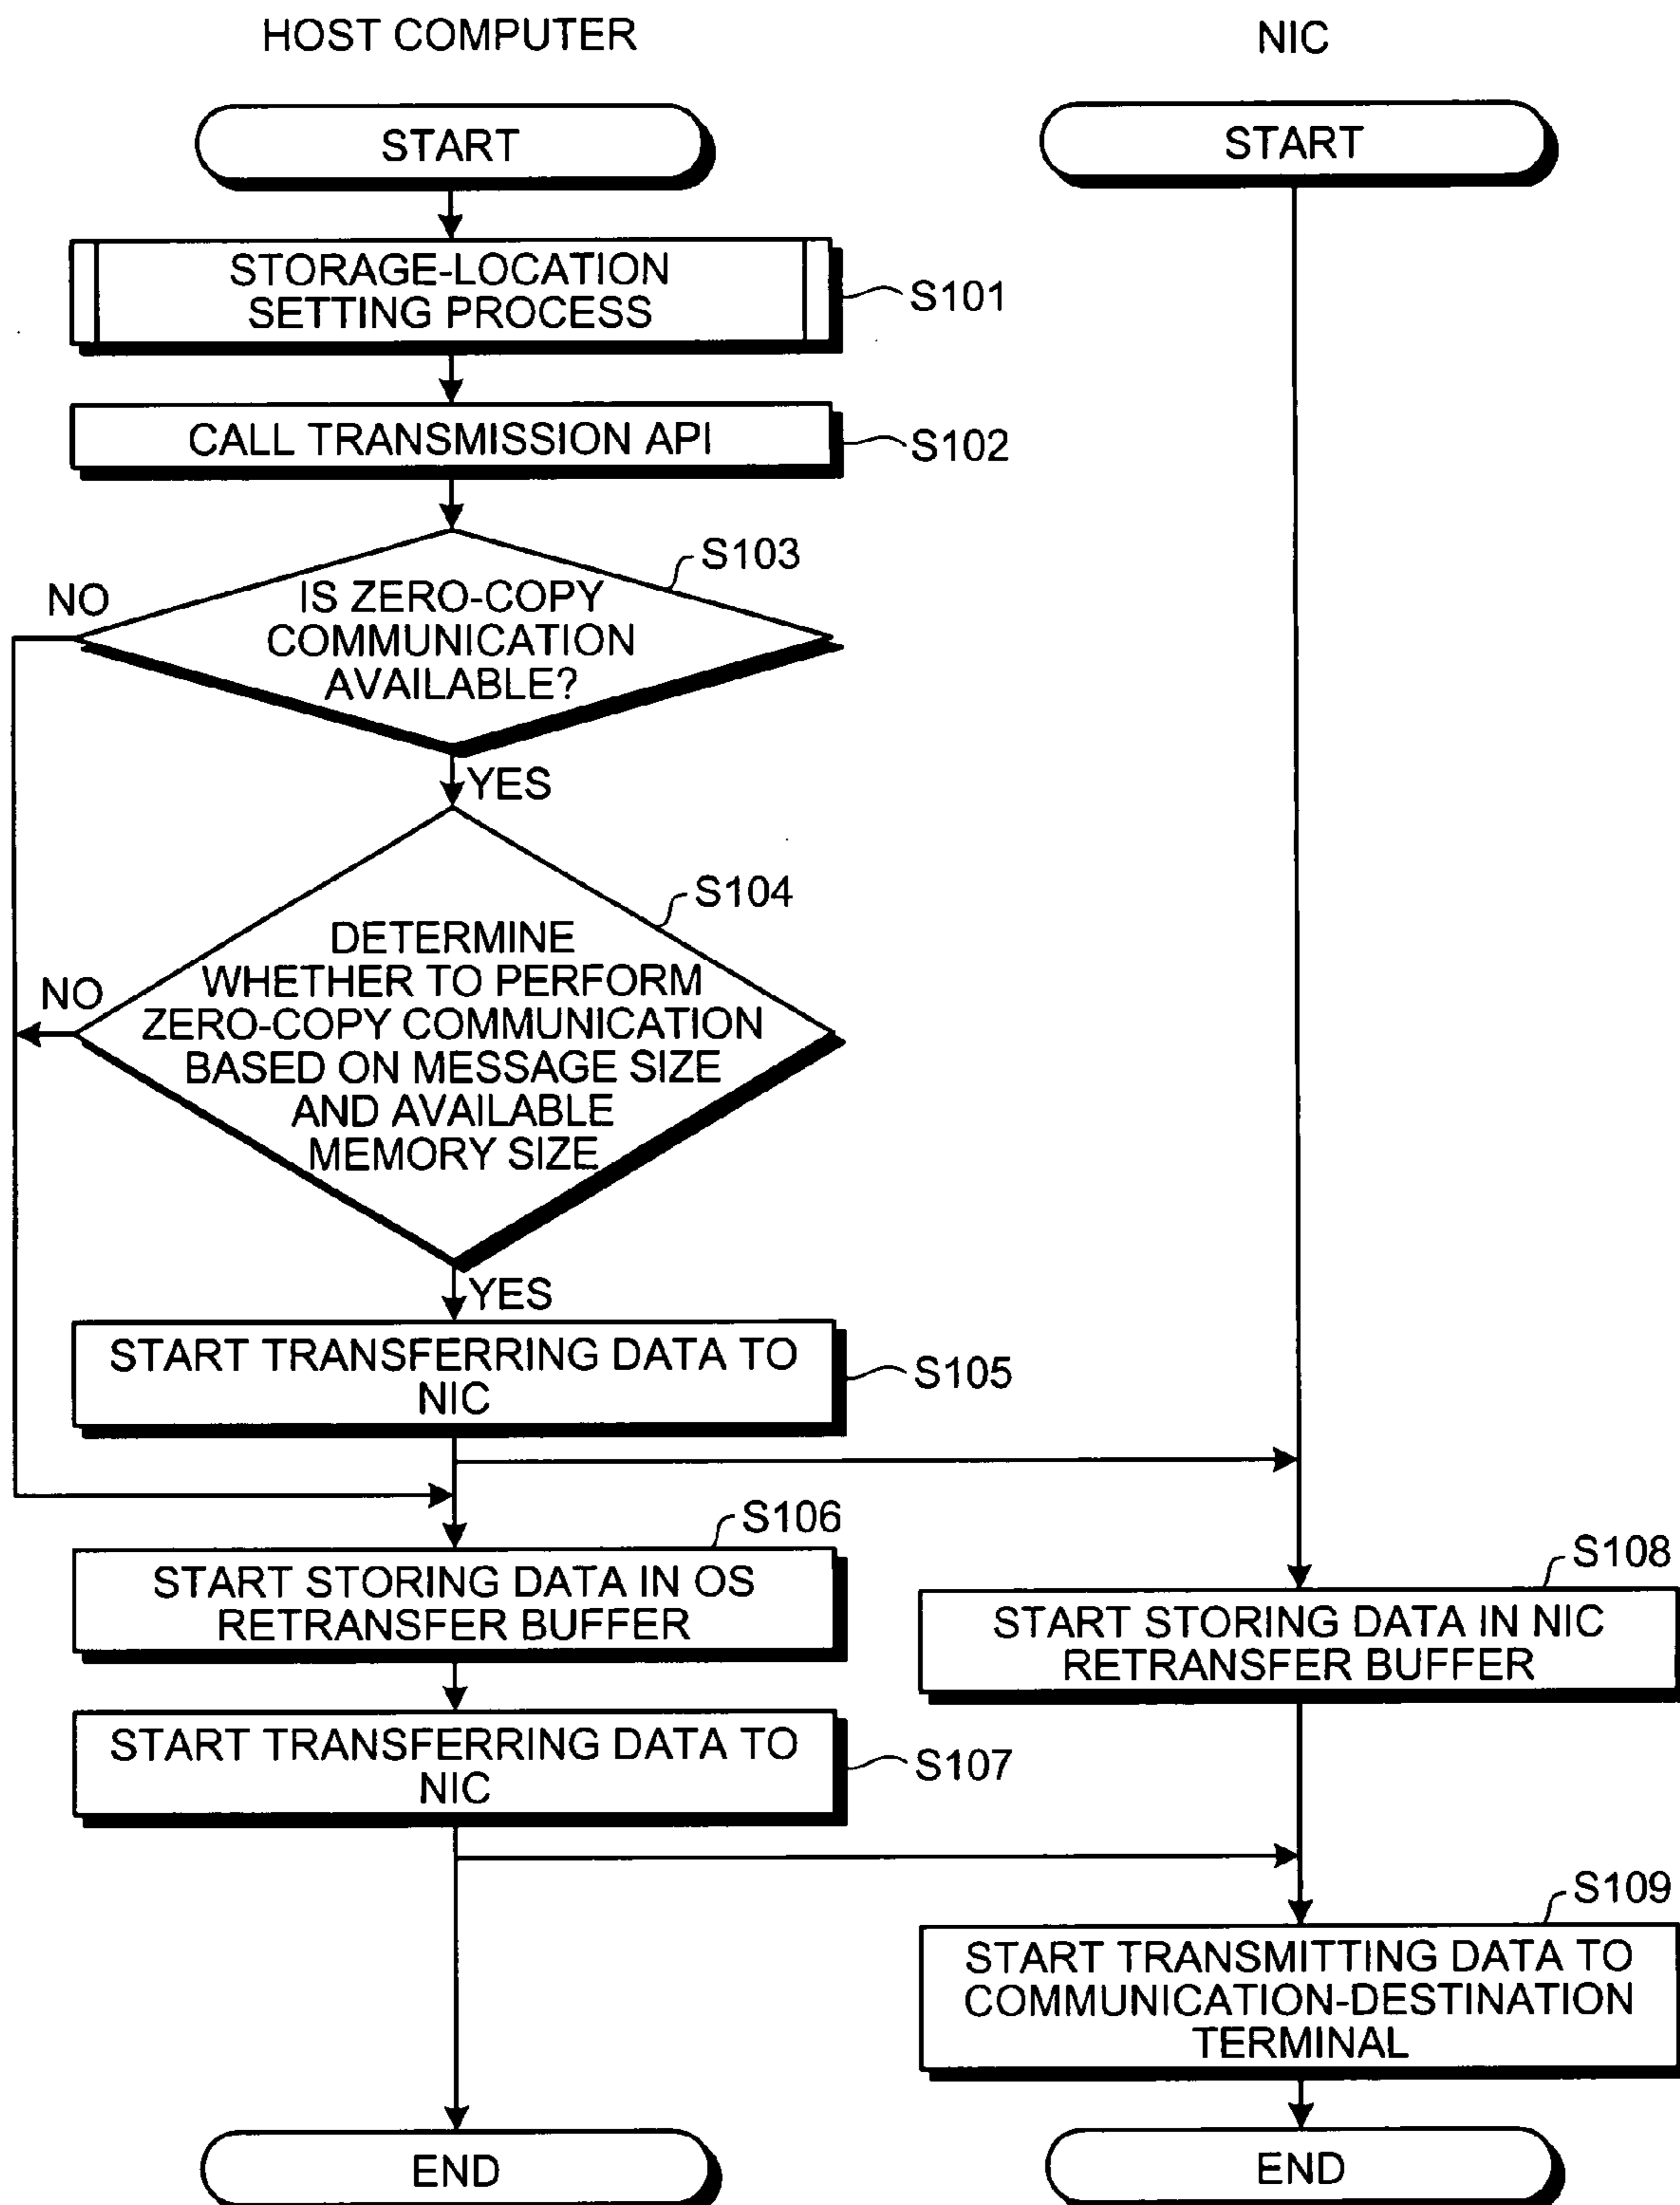 HOST COMPUTER
NIC
START
START
STORAGE-LOCATION
SETTING PROCESS
S101
CALL TRANSMISSION API
S102
S103
NO
IS ZERO-COPY
COMMUNICATION
AVAILABLE?
YES
S104
NO
DETERMINE
WHETHER TO PERFORM
ZERO-COPY COMMUNICATION
BASED ON MESSAGE SIZE
AND AVAILABLE
MEMORY SIZE
YES
START TRANSFERRING DATA TO
NIC
S105
S106
START STORING DATA IN OS
RETRANSFER BUFFER
S108
START STORING DATA IN NIC
RETRANSFER BUFFER
START TRANSFERRING DATA TO
NIC
S107
S109
START TRANSMITTING DATA TO
COMMUNICATION-DESTINATION
TERMINAL
END
END